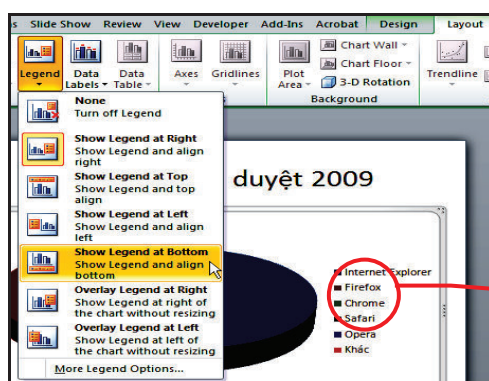 Slide Show Review View Developer Add-Ins Acrobat Design Layout
Legend
Data Labels
Data Table
Axes
Gridlines
Plot Area
Chart Wall
Chart Floor
3-D Rotation
Trendline
Background
None
Turn off Legend
Show Legend at Right
Show Legend and align
right
Show Legend at Top
Show Legend and top
align
Show Legend at Left
Show Legend and align
left
Show Legend at Bottom
Show Legend and align
bottom
Overlay Legend at Right
Show Legend at right of
the chart without resizing
Overlay Legend at Left
Show Legend at left of
the chart without resizing
More Legend Options...
duyệt 2009
Internet Explorer
Firefox
Chrome
Safari
Opera
Khác